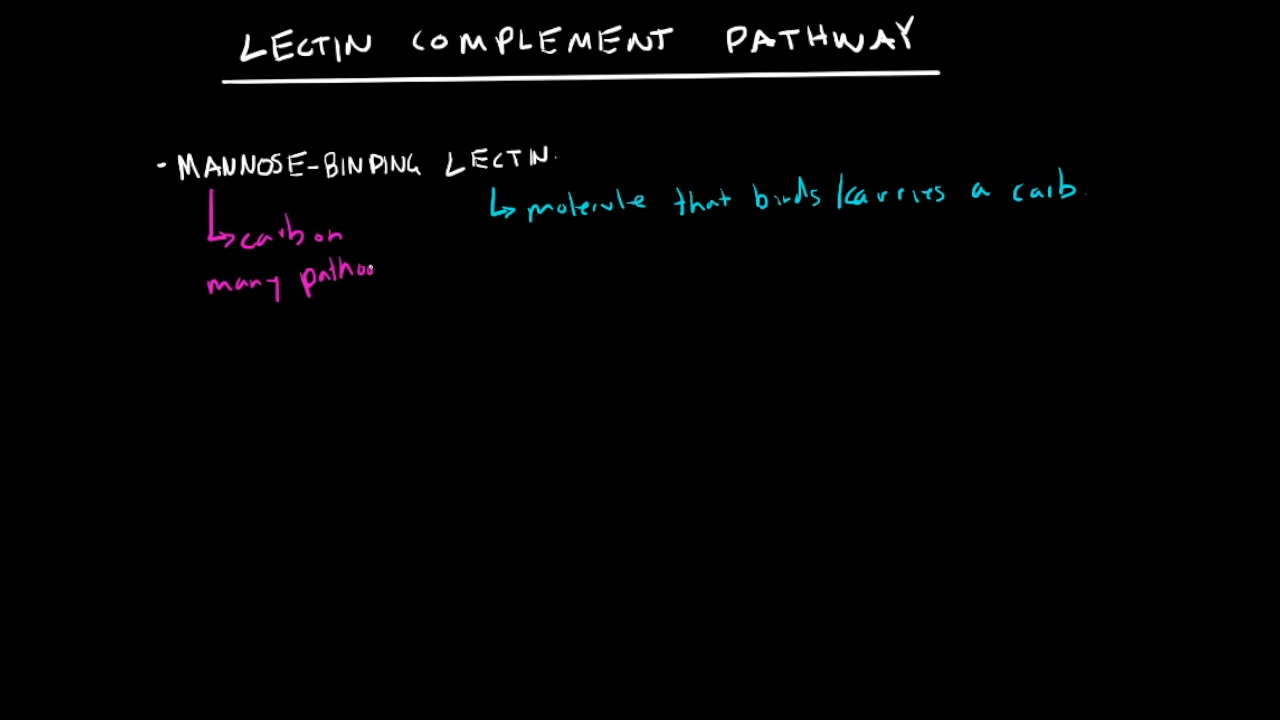 LECTIN COMPLEMENT PATHWAY
- MANNOSE-BINDING LECTIN.
↳ molecule that binds/carries a carb.
↳ carb on
many pathoo